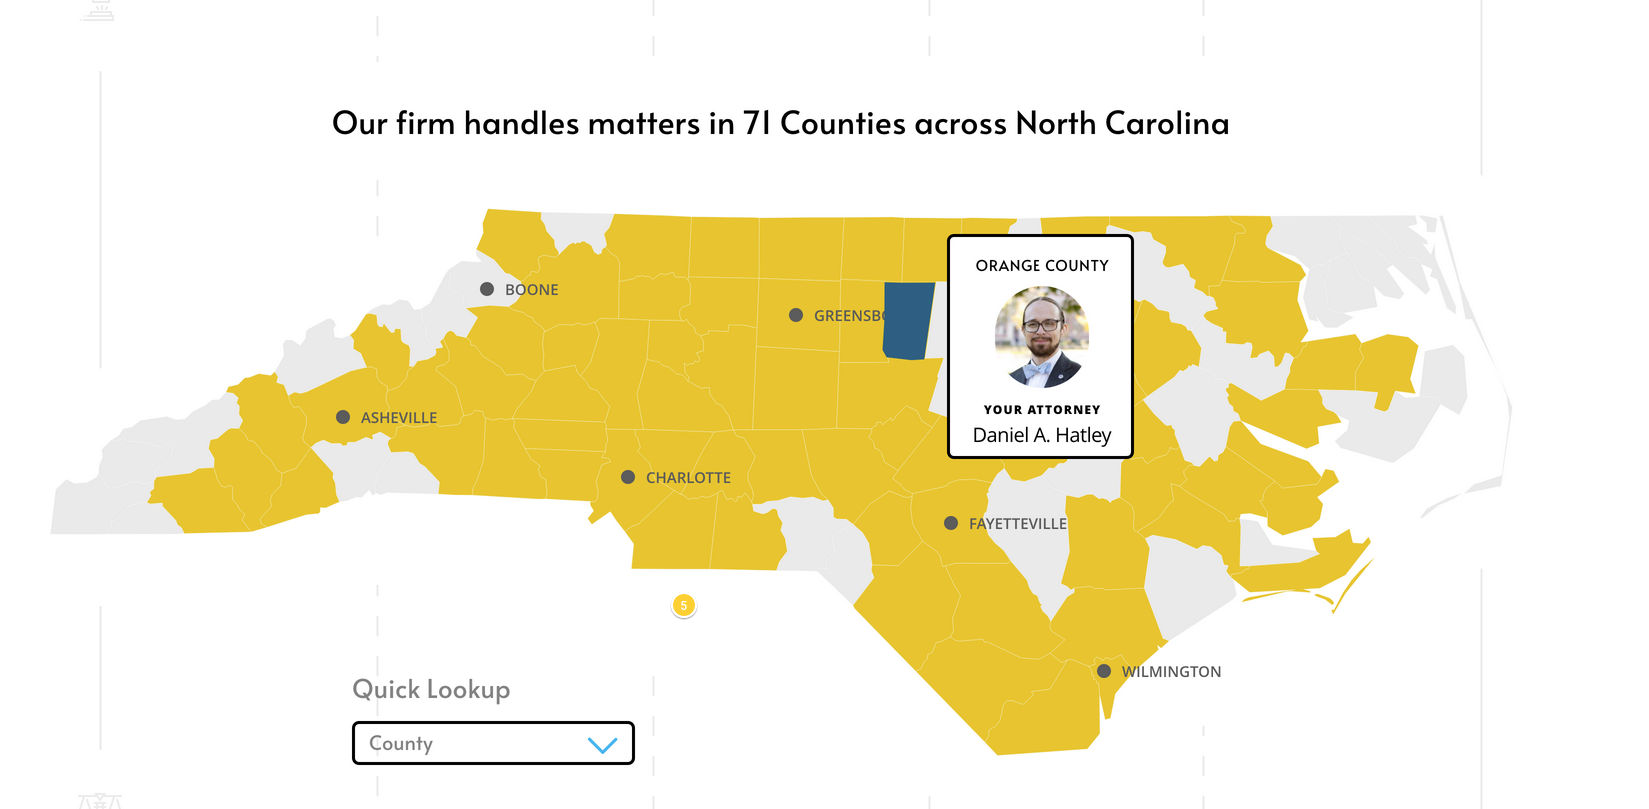 Our firm handles matters in 71 Counties across North Carolina
BOONE
ORANGE COUNTY
GREENSBO
YOUR ATTORNEY
Daniel A. Hatley
ASHEVILLE
CHARLOTTE
FAYETTEVILLE
5
WILMINGTON
Quick Lookup
County